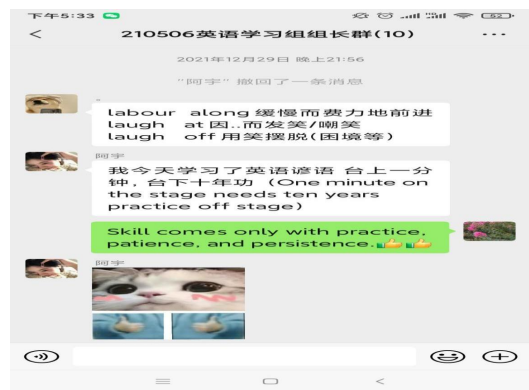 下午5:33
52
210506英语学习组组长群(10)
2021年12月29日 晚上21:56
"阿宇" 撤回了一条消息
labour along 缓慢而费力地前进
laugh at 因..而发笑/嘲笑
laugh off 用笑摆脱(困境等)
阿宇
我今天学习了英语谚语 台上一分
钟, 台下十年功 (One minute on
the stage needs ten years
practice off stage)
Skill comes only with practice,
patience, and persistence.👍👍
阿宇